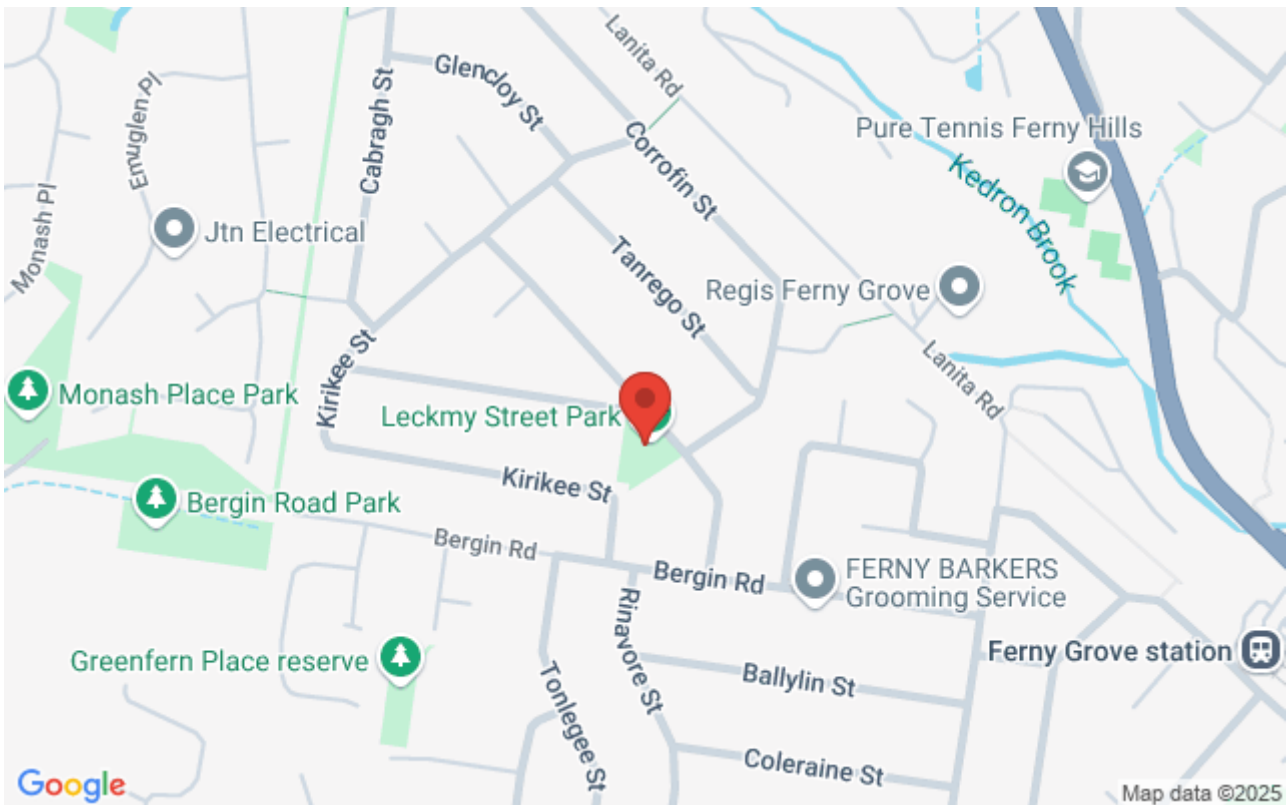 Lanita Rd
Glencloy St
Emuglen Pl
Cabragh St
Corrofin St
Pure Tennis Ferny Hills
Kedron Brook
Monash Pl
Jtn Electrical
Tanrego St
Regis Ferny Grove
Kirikee St
Lanita Rd
Monash Place Park
Leckmy Street Park
Kirikee St
Bergin Road Park
Bergin Rd
Bergin Rd
FERNY BARKERS
Grooming Service
Rinavore St
Greenfern Place reserve
Ferny Grove station
Tonlegee St
Ballylin St
Coleraine St
Google
Map data ©2025